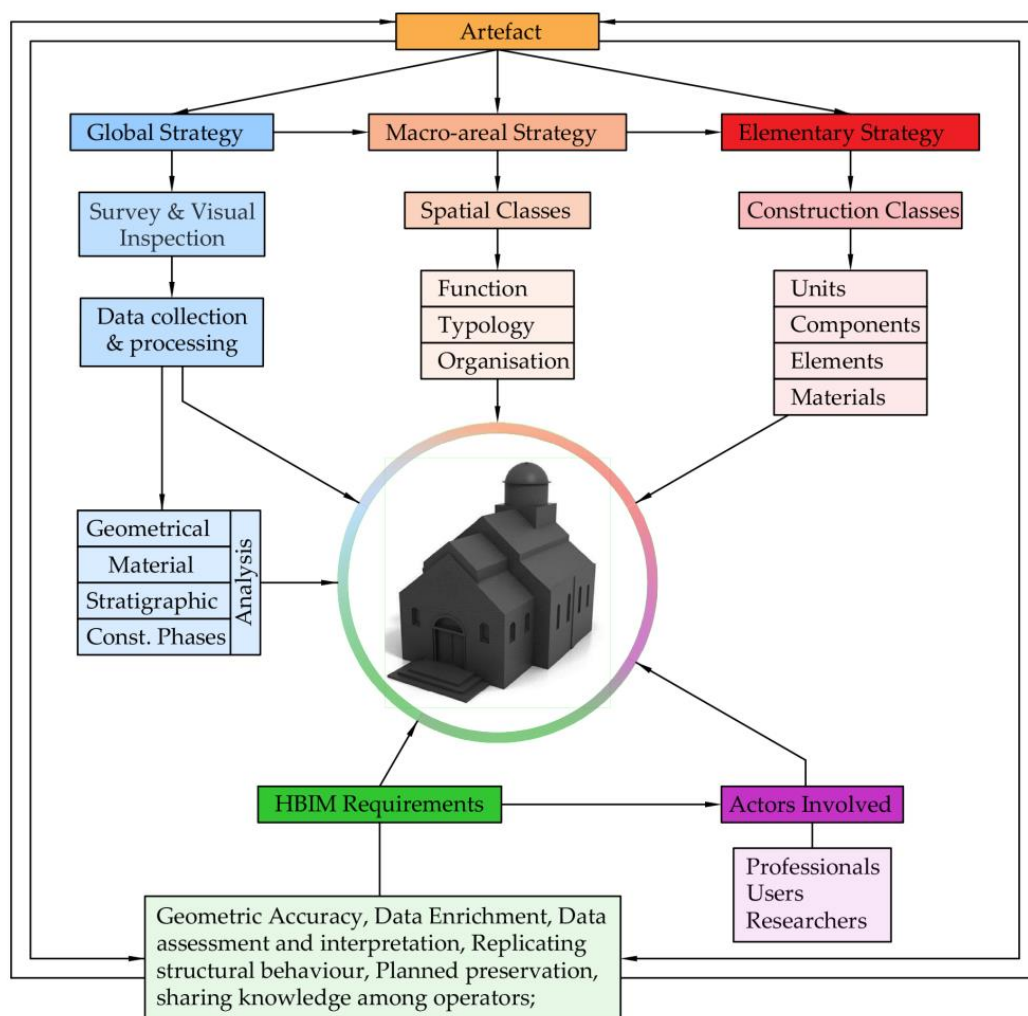 Artefact
Global Strategy
Macro-areal Strategy
Elementary Strategy
Survey & Visual
Inspection
Spatial Classes
Construction Classes
Data collection
& processing
Function
Typology
Organisation
Units
Components
Elements
Materials
Geometrical
Material
Stratigraphic
Const. Phases
Analysis
HBIM Requirements
Actors Involved
Professionals
Users
Researchers
Geometric Accuracy, Data Enrichment, Data
assessment and interpretation, Replicating
structural behaviour, Planned preservation,
sharing knowledge among operators;